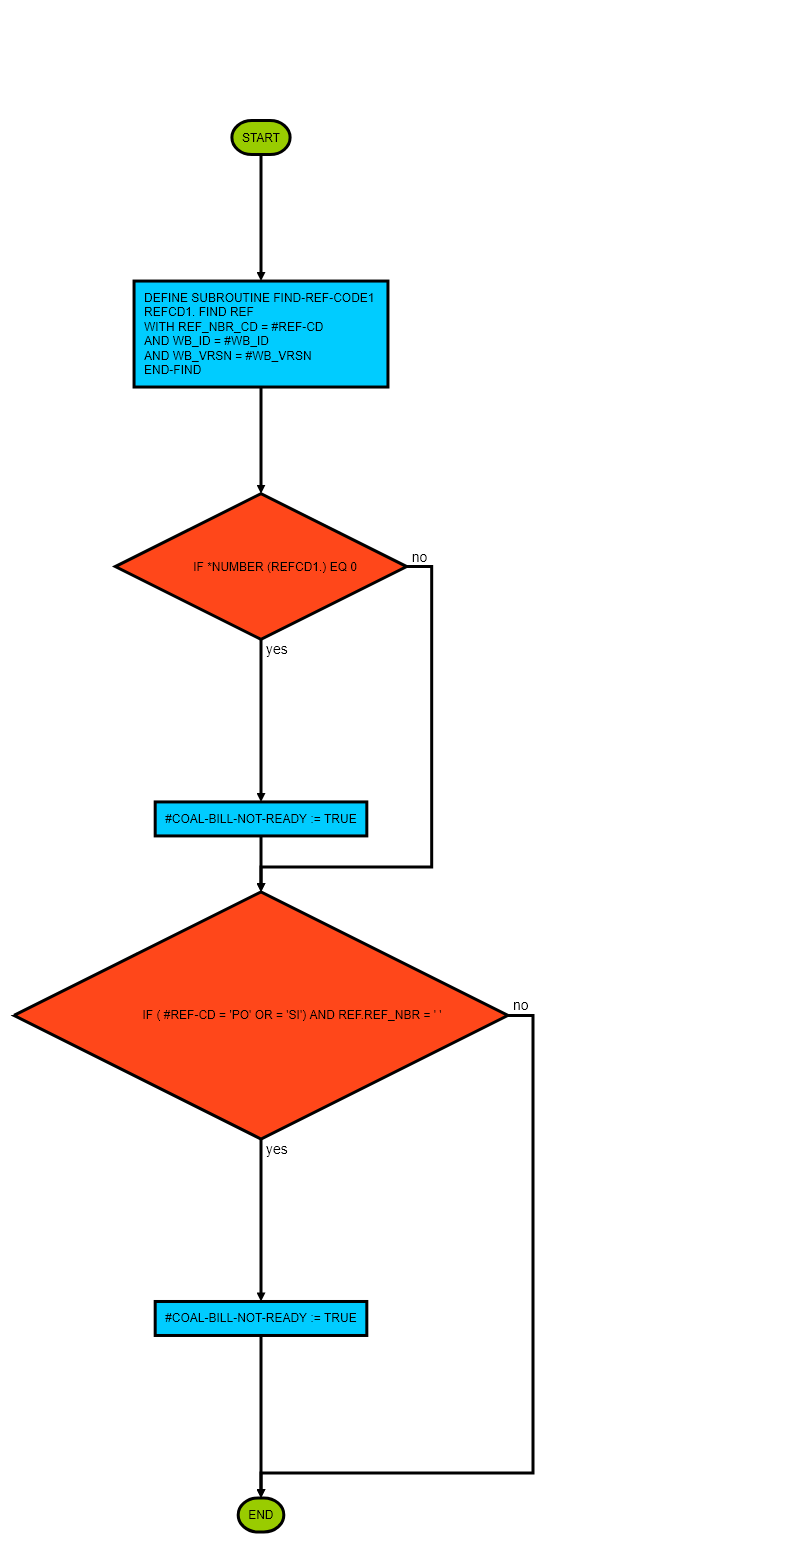 START
DEFINE SUBROUTINE FIND-REF-CODE1
REFCD1. FIND REF
WITH REF_NBR_CD = #REF-CD
AND WB_ID = #WB_ID
AND WB_VRSN = #WB_VRSN
END-FIND
IF *NUMBER (REFCD1.) EQ 0
no
yes
#COAL-BILL-NOT-READY := TRUE
IF ( #REF-CD = 'PO' OR = 'SI') AND REF.REF_NBR = ' '
no
yes
#COAL-BILL-NOT-READY := TRUE
END